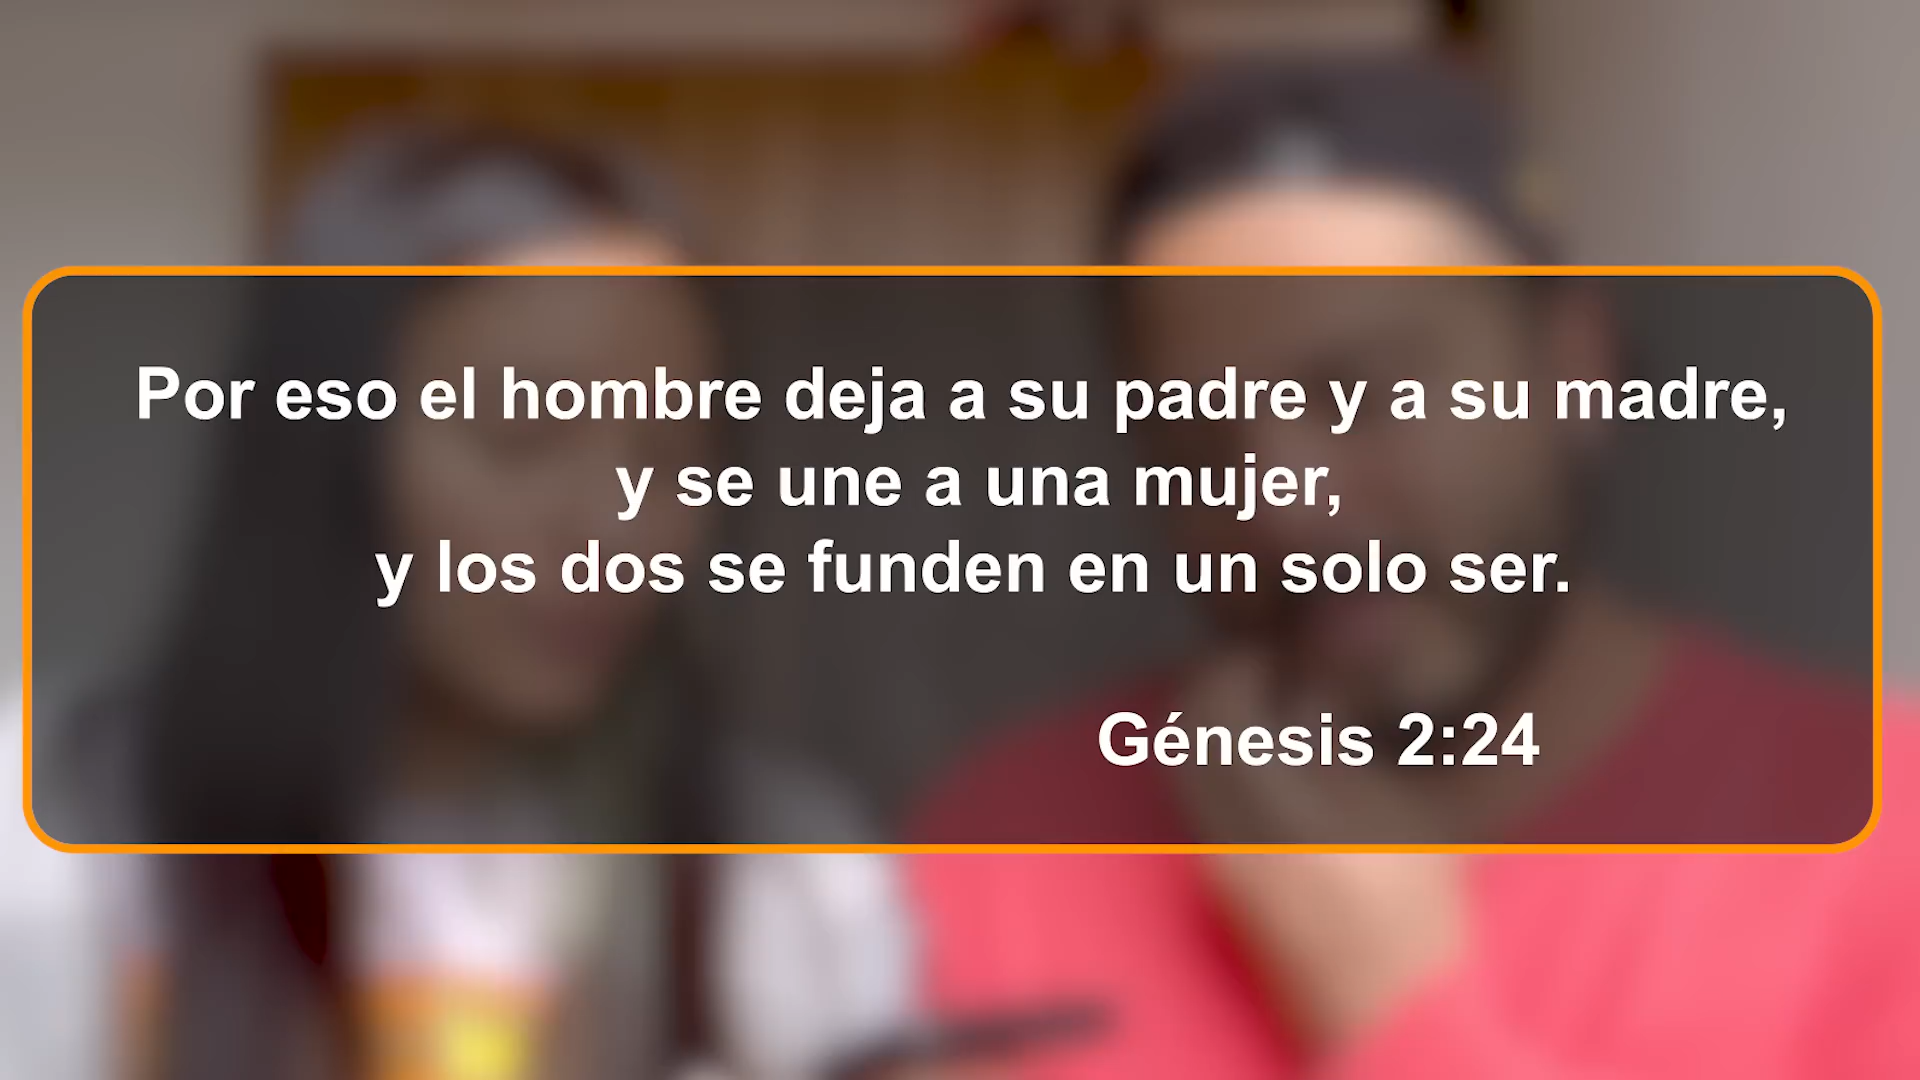 Por eso el hombre deja a su padre y a su madre,
y se une a una mujer,
y los dos se funden en un solo ser.
Génesis 2:24